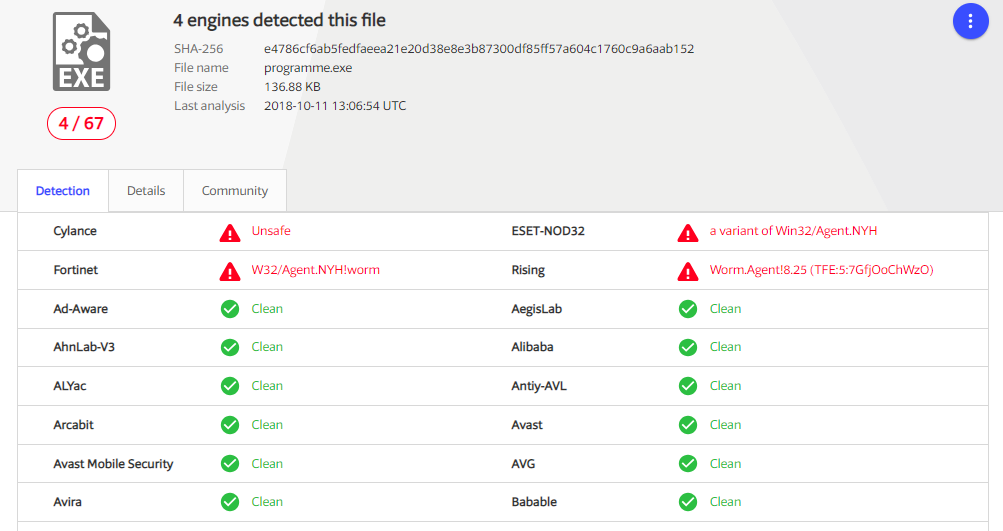 4 engines detected this file
SHA-256 e4786cf6ab5fedfaeea21e20d38e8e3b87300df85ff57a604c1760c9a6aab152
File name programme.exe
File size 136.88 KB
Last analysis 2018-10-11 13:06:54 UTC
EXE
4 / 67
Detection Details Community
Cylance Unsafe ESET-NOD32 a variant of Win32/Agent.NYH
Fortinet W32/Agent.NYH!worm Rising Worm.Agent!8.25 (TFE:5:7GfjOoChWzO)
Ad-Aware Clean AegisLab Clean
AhnLab-V3 Clean Alibaba Clean
ALYac Clean Antiy-AVL Clean
Arcabit Clean Avast Clean
Avast Mobile Security Clean AVG Clean
Avira Clean Babable Clean